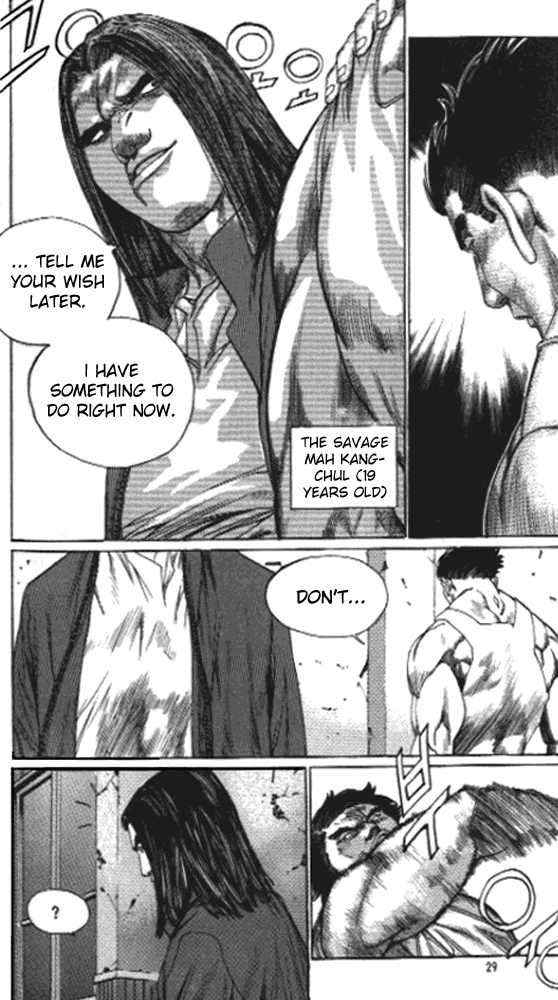 ... TELL ME
YOUR WISH
LATER.
I HAVE
SOMETHING TO
DO RIGHT NOW.
THE SAVAGE
MAH KANG-
CHUL (19
YEARS OLD)
DON'T...
?
29